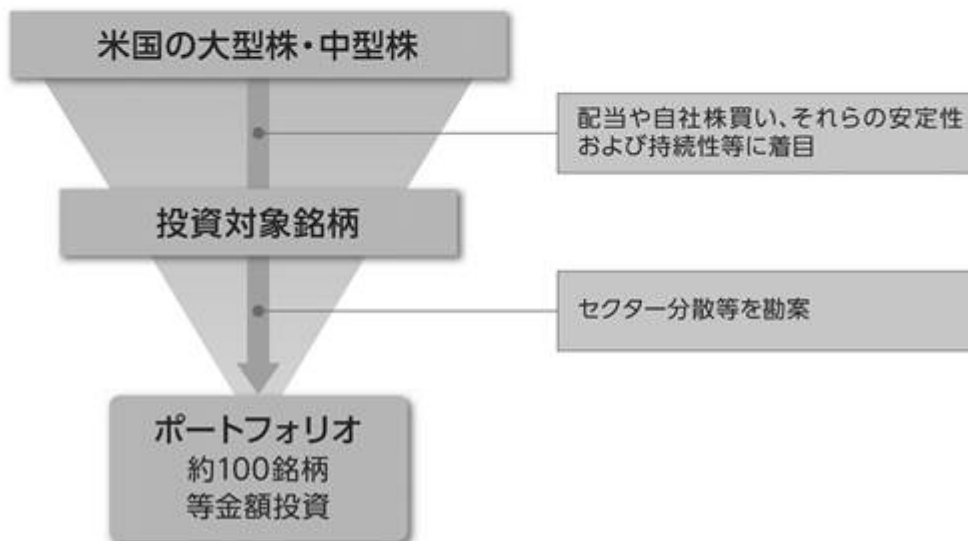 米国の大型株・中型株
配当や自社株買い、それらの安定性
および持続性等に着目
投資対象銘柄
セクター分散等を勘案
ポートフォリオ
約100銘柄
等金額投資